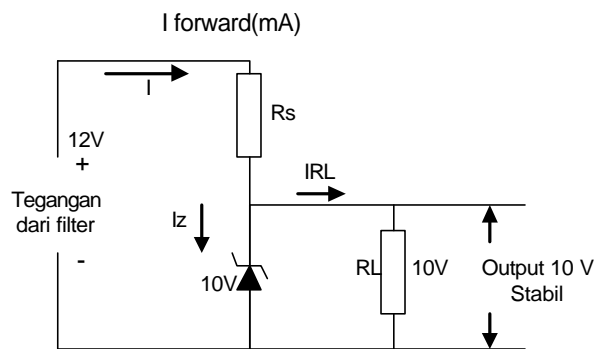 I forward(mA)
I
Rs
12V
+
IRL
Tegangan
dari filter
Iz
-
10V
RL
10V
Output 10 V
Stabil